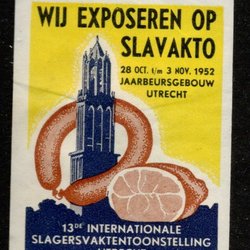 WIJ EXPOSEREN OP
SLAVAKTO
28 OCT. t/m 3 NOV. 1952
JAARBEURSGEBOUW
UTRECHT
13DE INTERNATIONALE
SLAGERSVAKTENTOONSTELLING